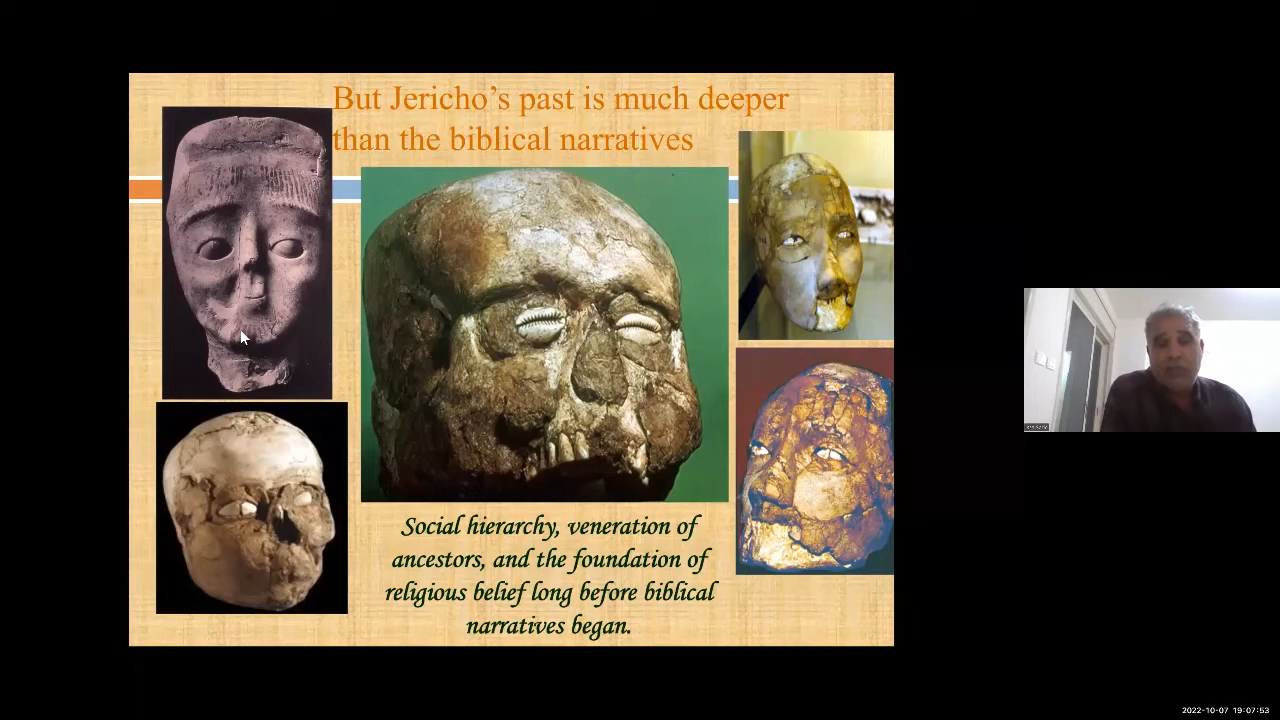 But Jericho's past is much deeper
than the biblical narratives
Social hierarchy, veneration of
ancestors, and the foundation of
religious belief long before biblical
narratives began.
2022-10-07 19:07:53